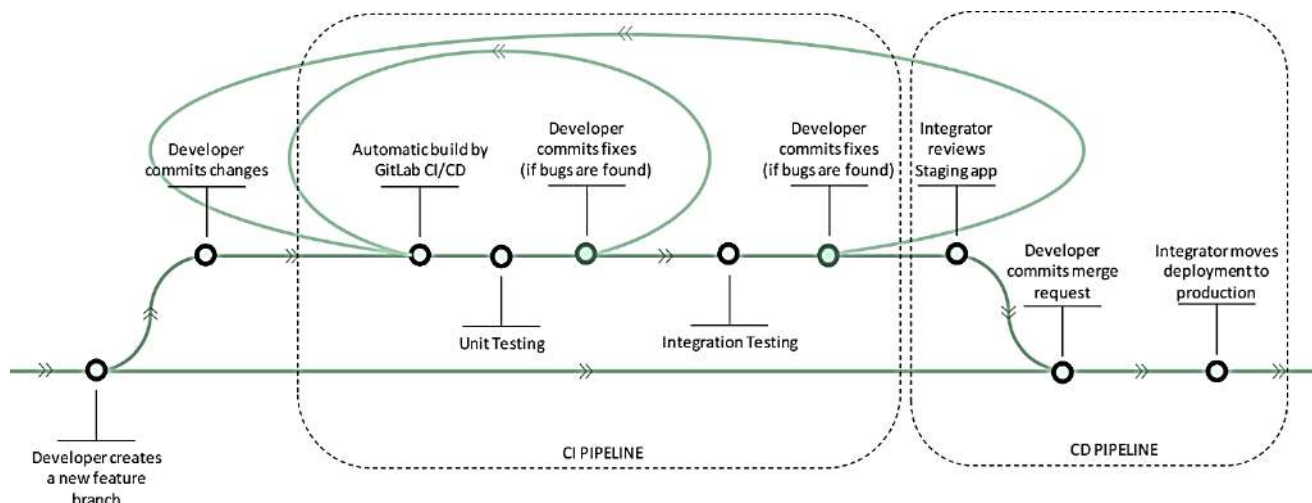 Developer
commits changes
Automatic build by
GitLab CI/CD
Developer
commits fixes
(if bugs are found)
Developer
commits fixes
(if bugs are found)
Integrator
reviews
Staging app
Developer
commits merge
request
Integrator moves
deployment to
production
Unit Testing
Integration Testing
Developer creates
a new feature
branch
CI PIPELINE
CD PIPELINE